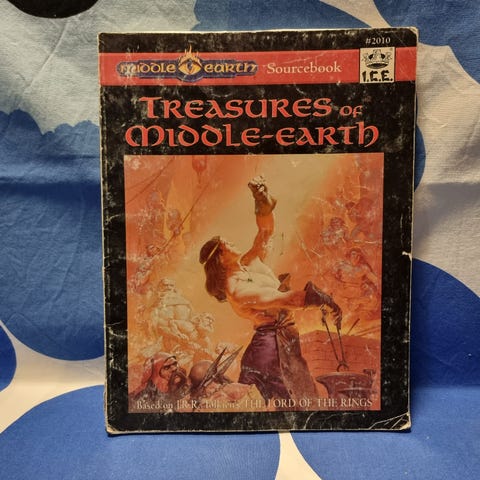 #2010
MIDDLE EARTH Sourcebook
I.C.E.
TREASURES OF
MIDDLE-EARTH
Based on J.R.R. Tolkien's THE LORD OF THE RINGS